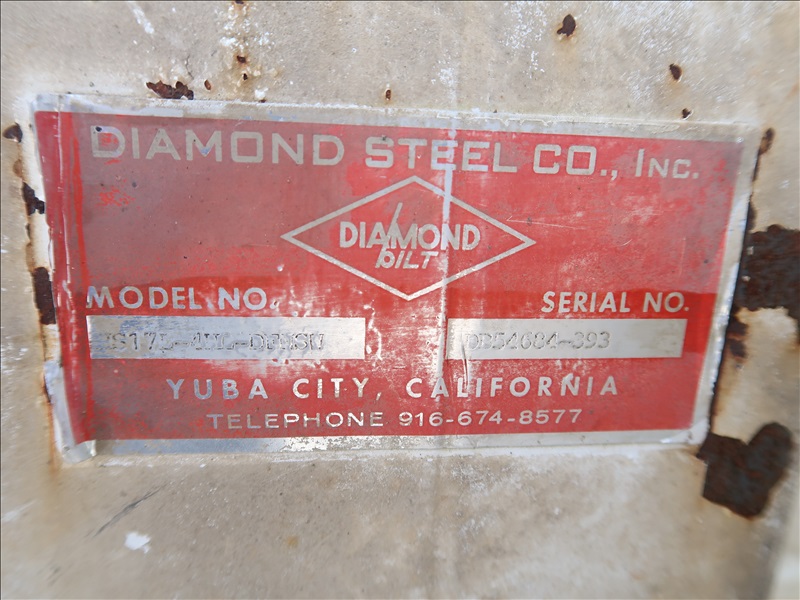 DIAMOND STEEL CO., INC.
DIAMOND
BILT
MODEL NO. SERIAL NO.
YUBA CITY, CALIFORNIA
TELEPHONE 916-674-8577